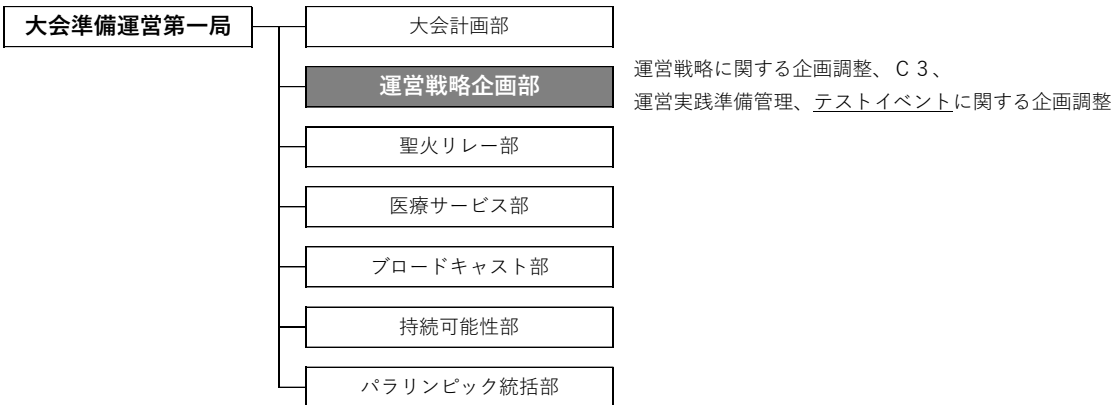 大会準備運営第一局
大会計画部
運営戦略企画部
運営戦略に関する企画調整、Ｃ３、
運営実践準備管理、テストイベントに関する企画調整
聖火リレー部
医療サービス部
ブロードキャスト部
持続可能性部
パラリンピック統括部